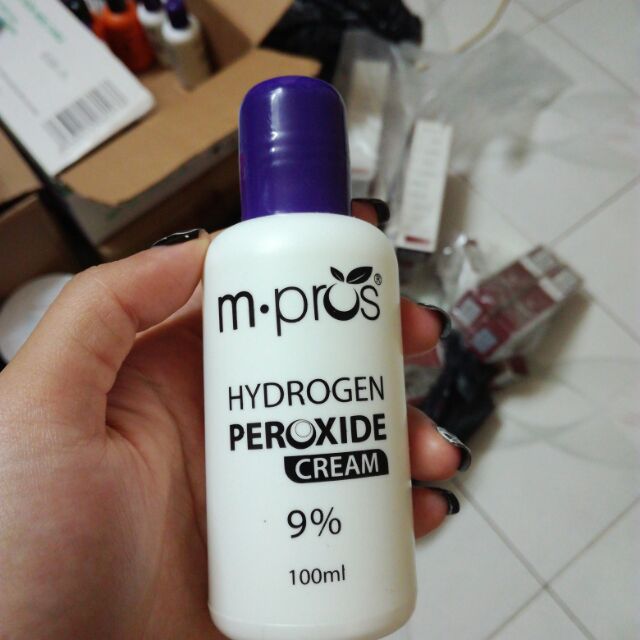 m·pros®
HYDROGEN
PEROXIDE
CREAM
9%
100ml